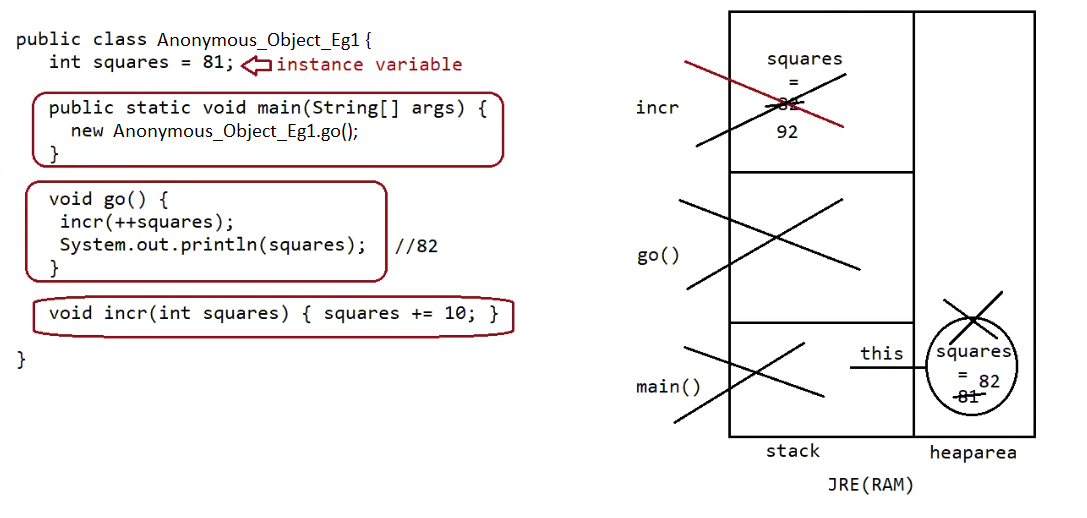 public class Anonymous_Object_Eg1 {
int squares = 81; instance variable
public static void main(String[] args) {
new Anonymous_Object_Eg1.go();
}
void go() {
incr(++squares);
System.out.println(squares); //82
}
void incr(int squares) { squares += 10; }
}
incr
squares
=
82
92
go()
main()
this
squares
= 82
81
stack
heaparea
JRE(RAM)